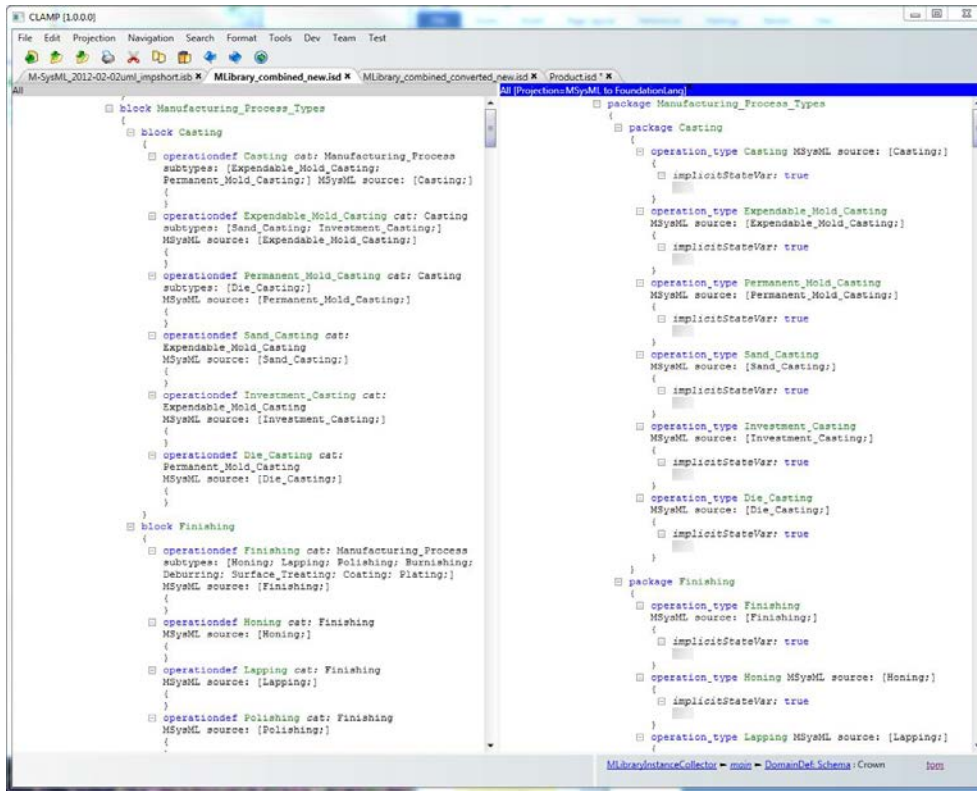 CLAMP [1.0.0.0]
File Edit Projection Navigation Search Format Tools Dev Team Test
M-SysML_2012-02-02uml_impshort.isb MLibrary_combined_new.isd MLibrary_combined_converted_new.isd Product.isd *
All
block Manufacturing_Process_Types
{
block Casting
{
operationdef Casting cat: Manufacturing_Process
subtypes: [Expendable_Mold_Casting;
Permanent_Mold_Casting;] MSysML source: [Casting;]
{
}
operationdef Expendable_Mold_Casting cat: Casting
subtypes: [Sand_Casting; Investment_Casting;]
MSysML source: [Expendable_Mold_Casting;]
{
}
operationdef Permanent_Mold_Casting cat: Casting
subtypes: [Die_Casting;]
MSysML source: [Permanent_Mold_Casting;]
{
}
operationdef Sand_Casting cat:
Expendable_Mold_Casting
MSysML source: [Sand_Casting;]
{
}
operationdef Investment_Casting cat:
Expendable_Mold_Casting
MSysML source: [Investment_Casting;]
{
}
operationdef Die_Casting cat:
Permanent_Mold_Casting
MSysML source: [Die_Casting;]
{
}
}
block Finishing
{
operationdef Finishing cat: Manufacturing_Process
subtypes: [Honing; Lapping; Polishing; Burnishing;
Deburring; Surface_Treating; Coating; Plating;]
MSysML source: [Finishing;]
{
}
operationdef Honing cat: Finishing
MSysML source: [Honing;]
{
}
operationdef Lapping cat: Finishing
MSysML source: [Lapping;]
{
}
operationdef Polishing cat: Finishing
MSysML source: [Polishing;]
{
All [Projection=MSysML to FoundationLang]
package Manufacturing_Process_Types
{
package Casting
{
operation_type Casting MSysML source: [Casting;]
{
implicitStateVar: true
}
operation_type Expendable_Mold_Casting
MSysML source: [Expendable_Mold_Casting;]
{
implicitStateVar: true
}
operation_type Permanent_Mold_Casting
MSysML source: [Permanent_Mold_Casting;]
{
implicitStateVar: true
}
operation_type Sand_Casting
MSysML source: [Sand_Casting;]
{
implicitStateVar: true
}
operation_type Investment_Casting
MSysML source: [Investment_Casting;]
{
implicitStateVar: true
}
operation_type Die_Casting
MSysML source: [Die_Casting;]
{
implicitStateVar: true
}
}
package Finishing
{
operation_type Finishing
MSysML source: [Finishing;]
{
implicitStateVar: true
}
operation_type Honing MSysML source: [Honing;]
{
implicitStateVar: true
}
operation_type Lapping MSysML source: [Lapping;]
{
MLibraryInstanceCollector main DomainDef: Schema : Crown tom